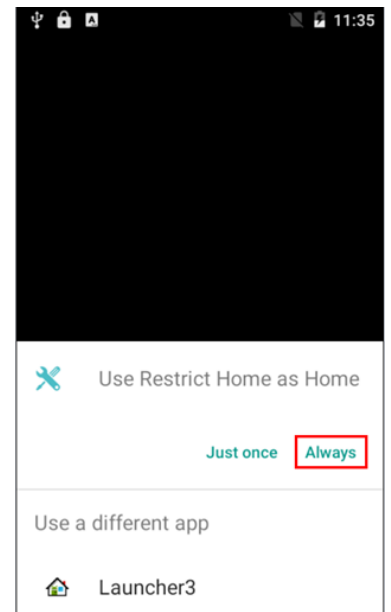 11:35
Use Restrict Home as Home
Just once Always
Use a different app
Launcher3